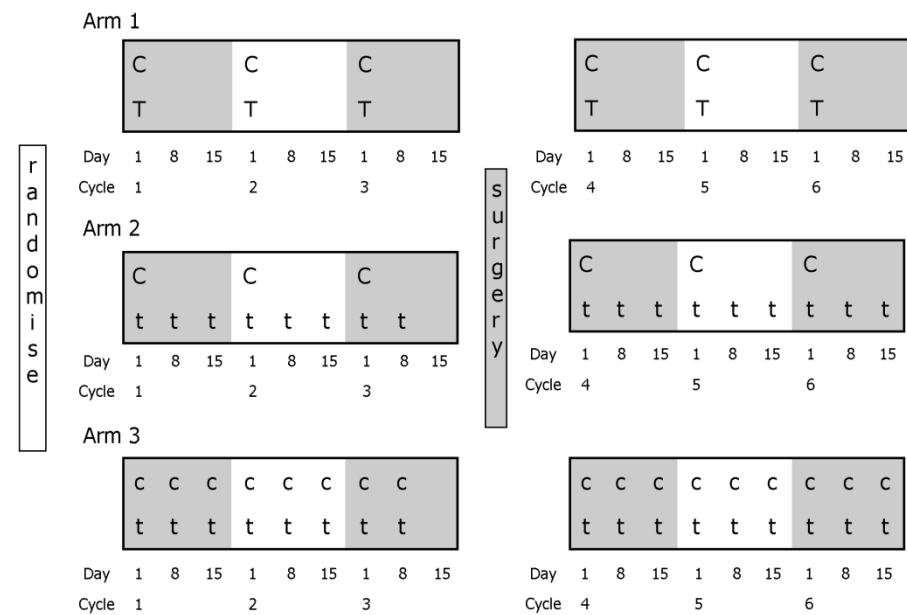 randomise
Arm 1
C C C
T T T
Day 1 8 15 1 8 15 1 8 15
Cycle 1 2 3
Arm 2
C C C
t t t t t t t t
Day 1 8 15 1 8 15 1 8 15
Cycle 1 2 3
Arm 3
c c c c c c c c
t t t t t t t t
Day 1 8 15 1 8 15 1 8 15
Cycle 1 2 3
surgery
C C C
T T T
Day 1 8 15 1 8 15 1 8 15
Cycle 4 5 6
C C C
t t t t t t t t t
Day 1 8 15 1 8 15 1 8 15
Cycle 4 5 6
c c c c c c c c c
t t t t t t t t t
Day 1 8 15 1 8 15 1 8 15
Cycle 4 5 6